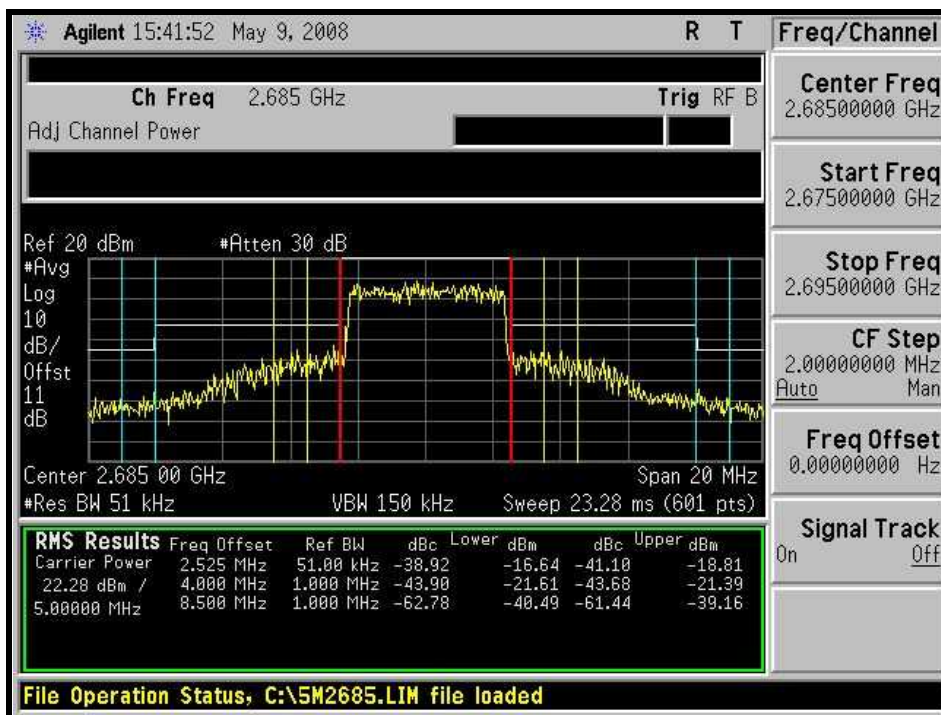 Agilent 15:41:52 May 9, 2008 R T
Freq/Channel
Ch Freq 2.685 GHz Trig RF B
Adj Channel Power
Center Freq
2.68500000 GHz
Start Freq
2.67500000 GHz
Stop Freq
2.69500000 GHz
CF Step
2.00000000 MHz
Auto Man
Freq Offset
0.00000000 Hz
Signal Track
On Off
Ref 20 dBm #Atten 30 dB
#Avg
Log
10
dB/
Offst
11
dB
Center 2.685 00 GHz Span 20 MHz
#Res BW 51 kHz VBW 150 kHz Sweep 23.28 ms (601 pts)
RMS Results Freq Offset Ref BW dBc Lower dBm dBc Upper dBm
Carrier Power 2.525 MHz 51.00 kHz -38.92 -16.64 -41.10 -18.81
22.28 dBm / 4.000 MHz 1.000 MHz -43.90 -21.61 -43.68 -21.39
5.00000 MHz 8.500 MHz 1.000 MHz -62.78 -40.49 -61.44 -39.16
File Operation Status, C:\5M2685.LIM file loaded